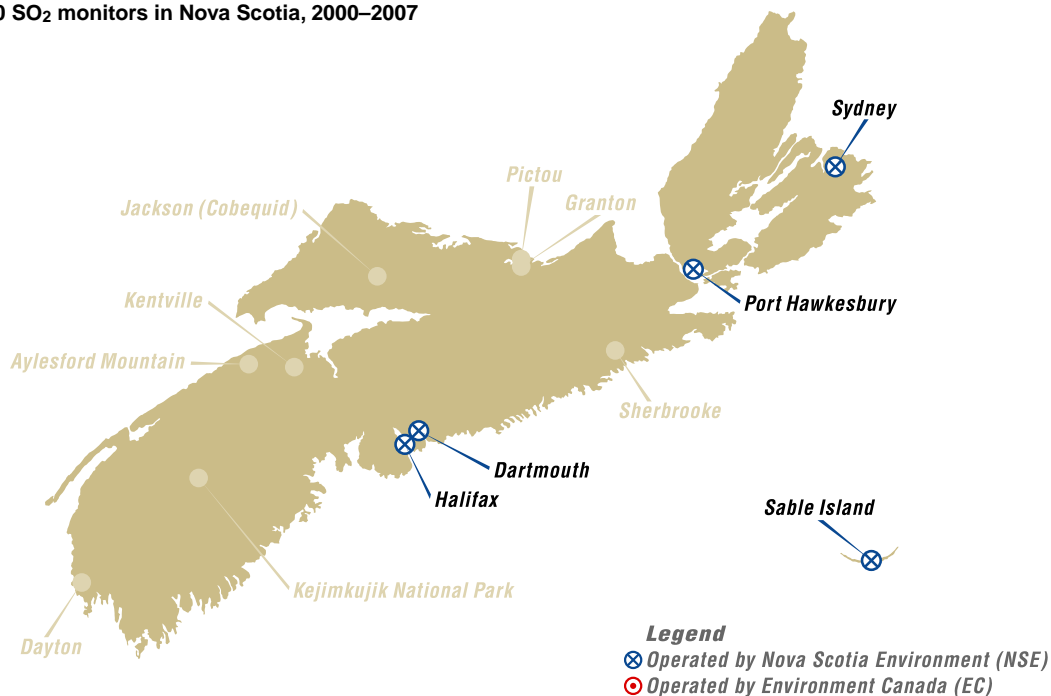 SO₂ monitors in Nova Scotia, 2000–2007
Sydney
Pictou
Granton
Jackson (Cobequid)
Kentville
Port Hawkesbury
Aylesford Mountain
Sherbrooke
Dartmouth
Halifax
Sable Island
Kejimkujik National Park
Dayton
Legend
Operated by Nova Scotia Environment (NSE)
Operated by Environment Canada (EC)